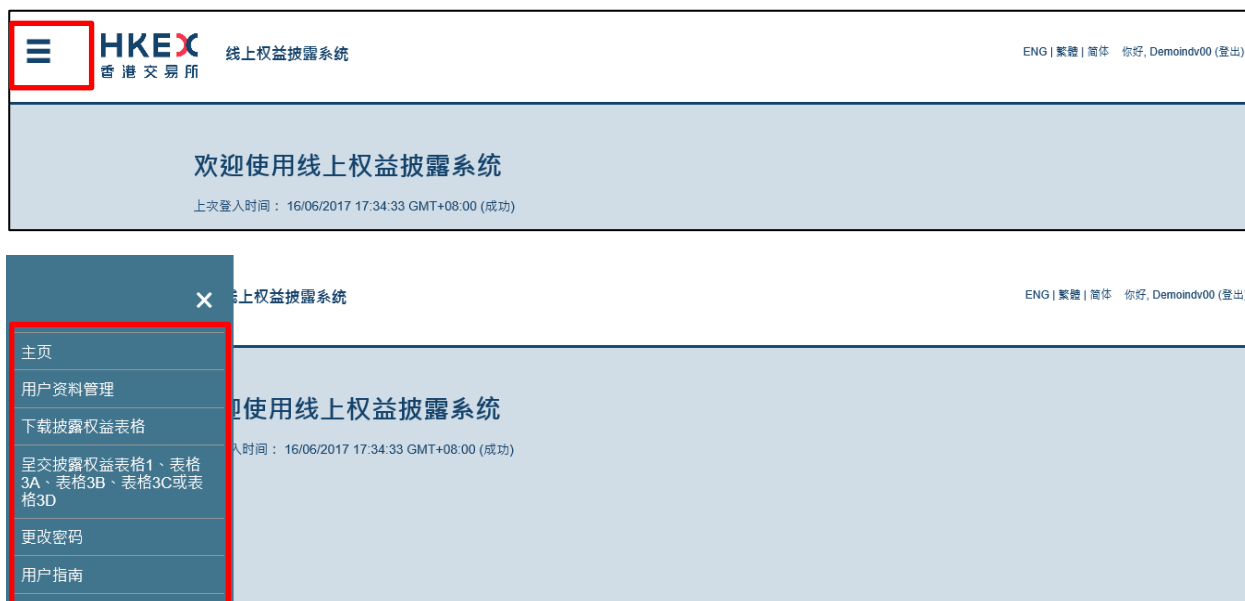 HKEX
香港交易所
线上权益披露系统
ENG | 繁體 | 简体 你好, Demoindv00 (登出)
欢迎使用线上权益披露系统
上次登入时间： 16/06/2017 17:34:33 GMT+08:00 (成功)
×
上权益披露系统
ENG | 繁體 | 简体 你好, Demoindv00 (登出
主页
用户资料管理
下载披露权益表格
呈交披露权益表格1、表格
3A、表格3B、表格3C或表
格3D
更改密码
用户指南
使用线上权益披露系统
入时间： 16/06/2017 17:34:33 GMT+08:00 (成功)